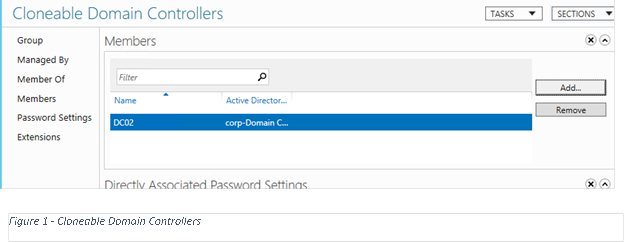 Cloneable Domain Controllers
TASKS
SECTIONS
Group
Managed By
Member Of
Members
Password Settings
Extensions
Members
Filter
Name
Active Director...
DC02
corp-Domain C...
Add...
Remove
Directly Associated Password Settings
Figure 1 - Cloneable Domain Controllers